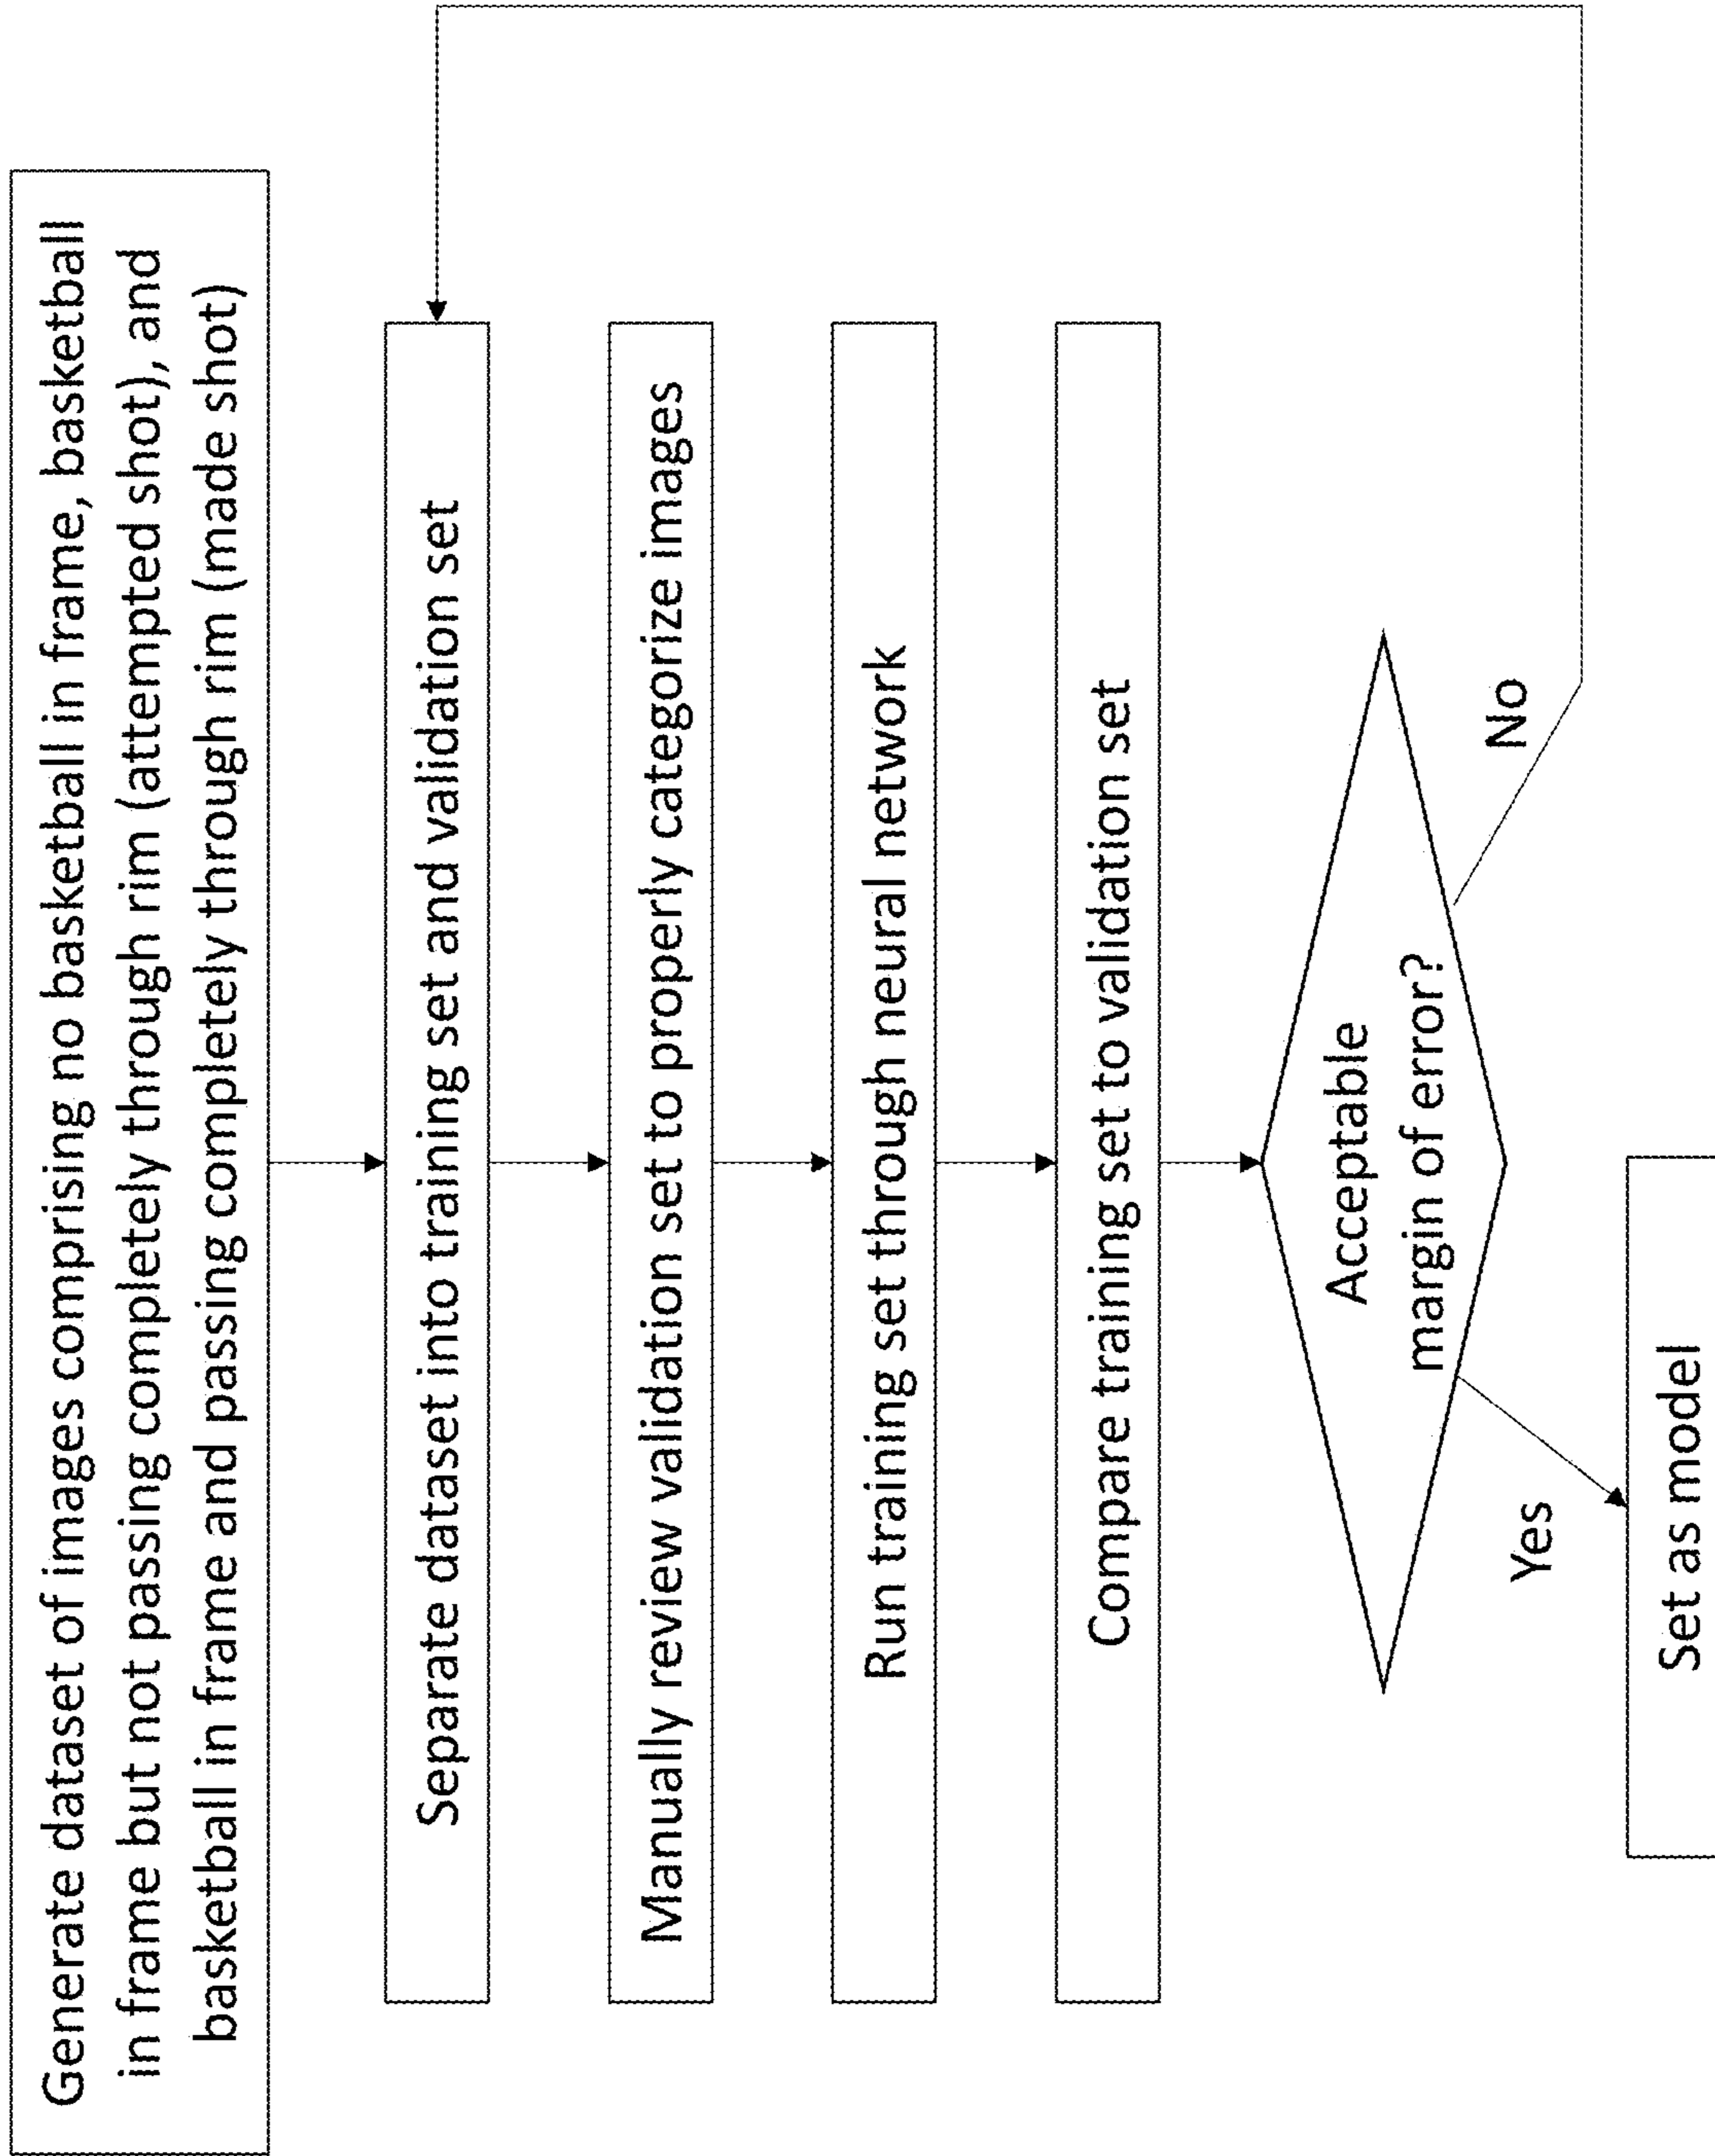 Generate dataset of images comprising no basketball in frame, basketball
in frame but not passing completely through rim (attempted shot), and
basketball in frame and passing completely through rim (made shot)
Separate dataset into training set and validation set
Manually review validation set to properly categorize images
Run training set through neural network
Compare training set to validation set
Acceptable
margin of error?
Yes
No
Set as model